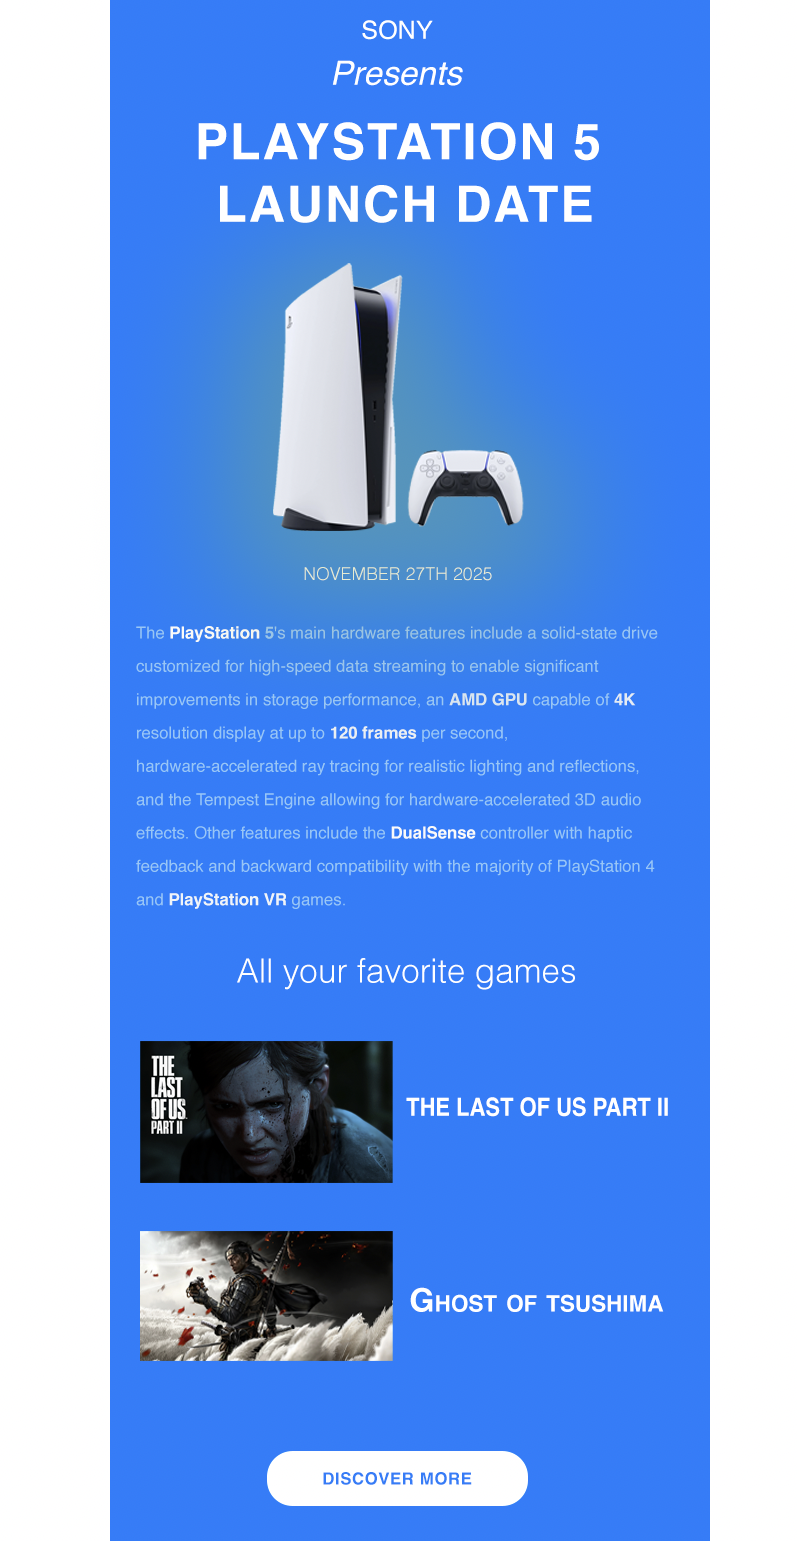 SONY
Presents
PLAYSTATION 5
LAUNCH DATE
NOVEMBER 27TH 2025
The PlayStation 5's main hardware features include a solid-state drive
customized for high-speed data streaming to enable significant
improvements in storage performance, an AMD GPU capable of 4K
resolution display at up to 120 frames per second,
hardware-accelerated ray tracing for realistic lighting and reflections,
and the Tempest Engine allowing for hardware-accelerated 3D audio
effects. Other features include the DualSense controller with haptic
feedback and backward compatibility with the majority of PlayStation 4
and PlayStation VR games.
All your favorite games
THE
LAST
OF US
PART II
THE LAST OF US PART II
GHOST OF TSUSHIMA
DISCOVER MORE